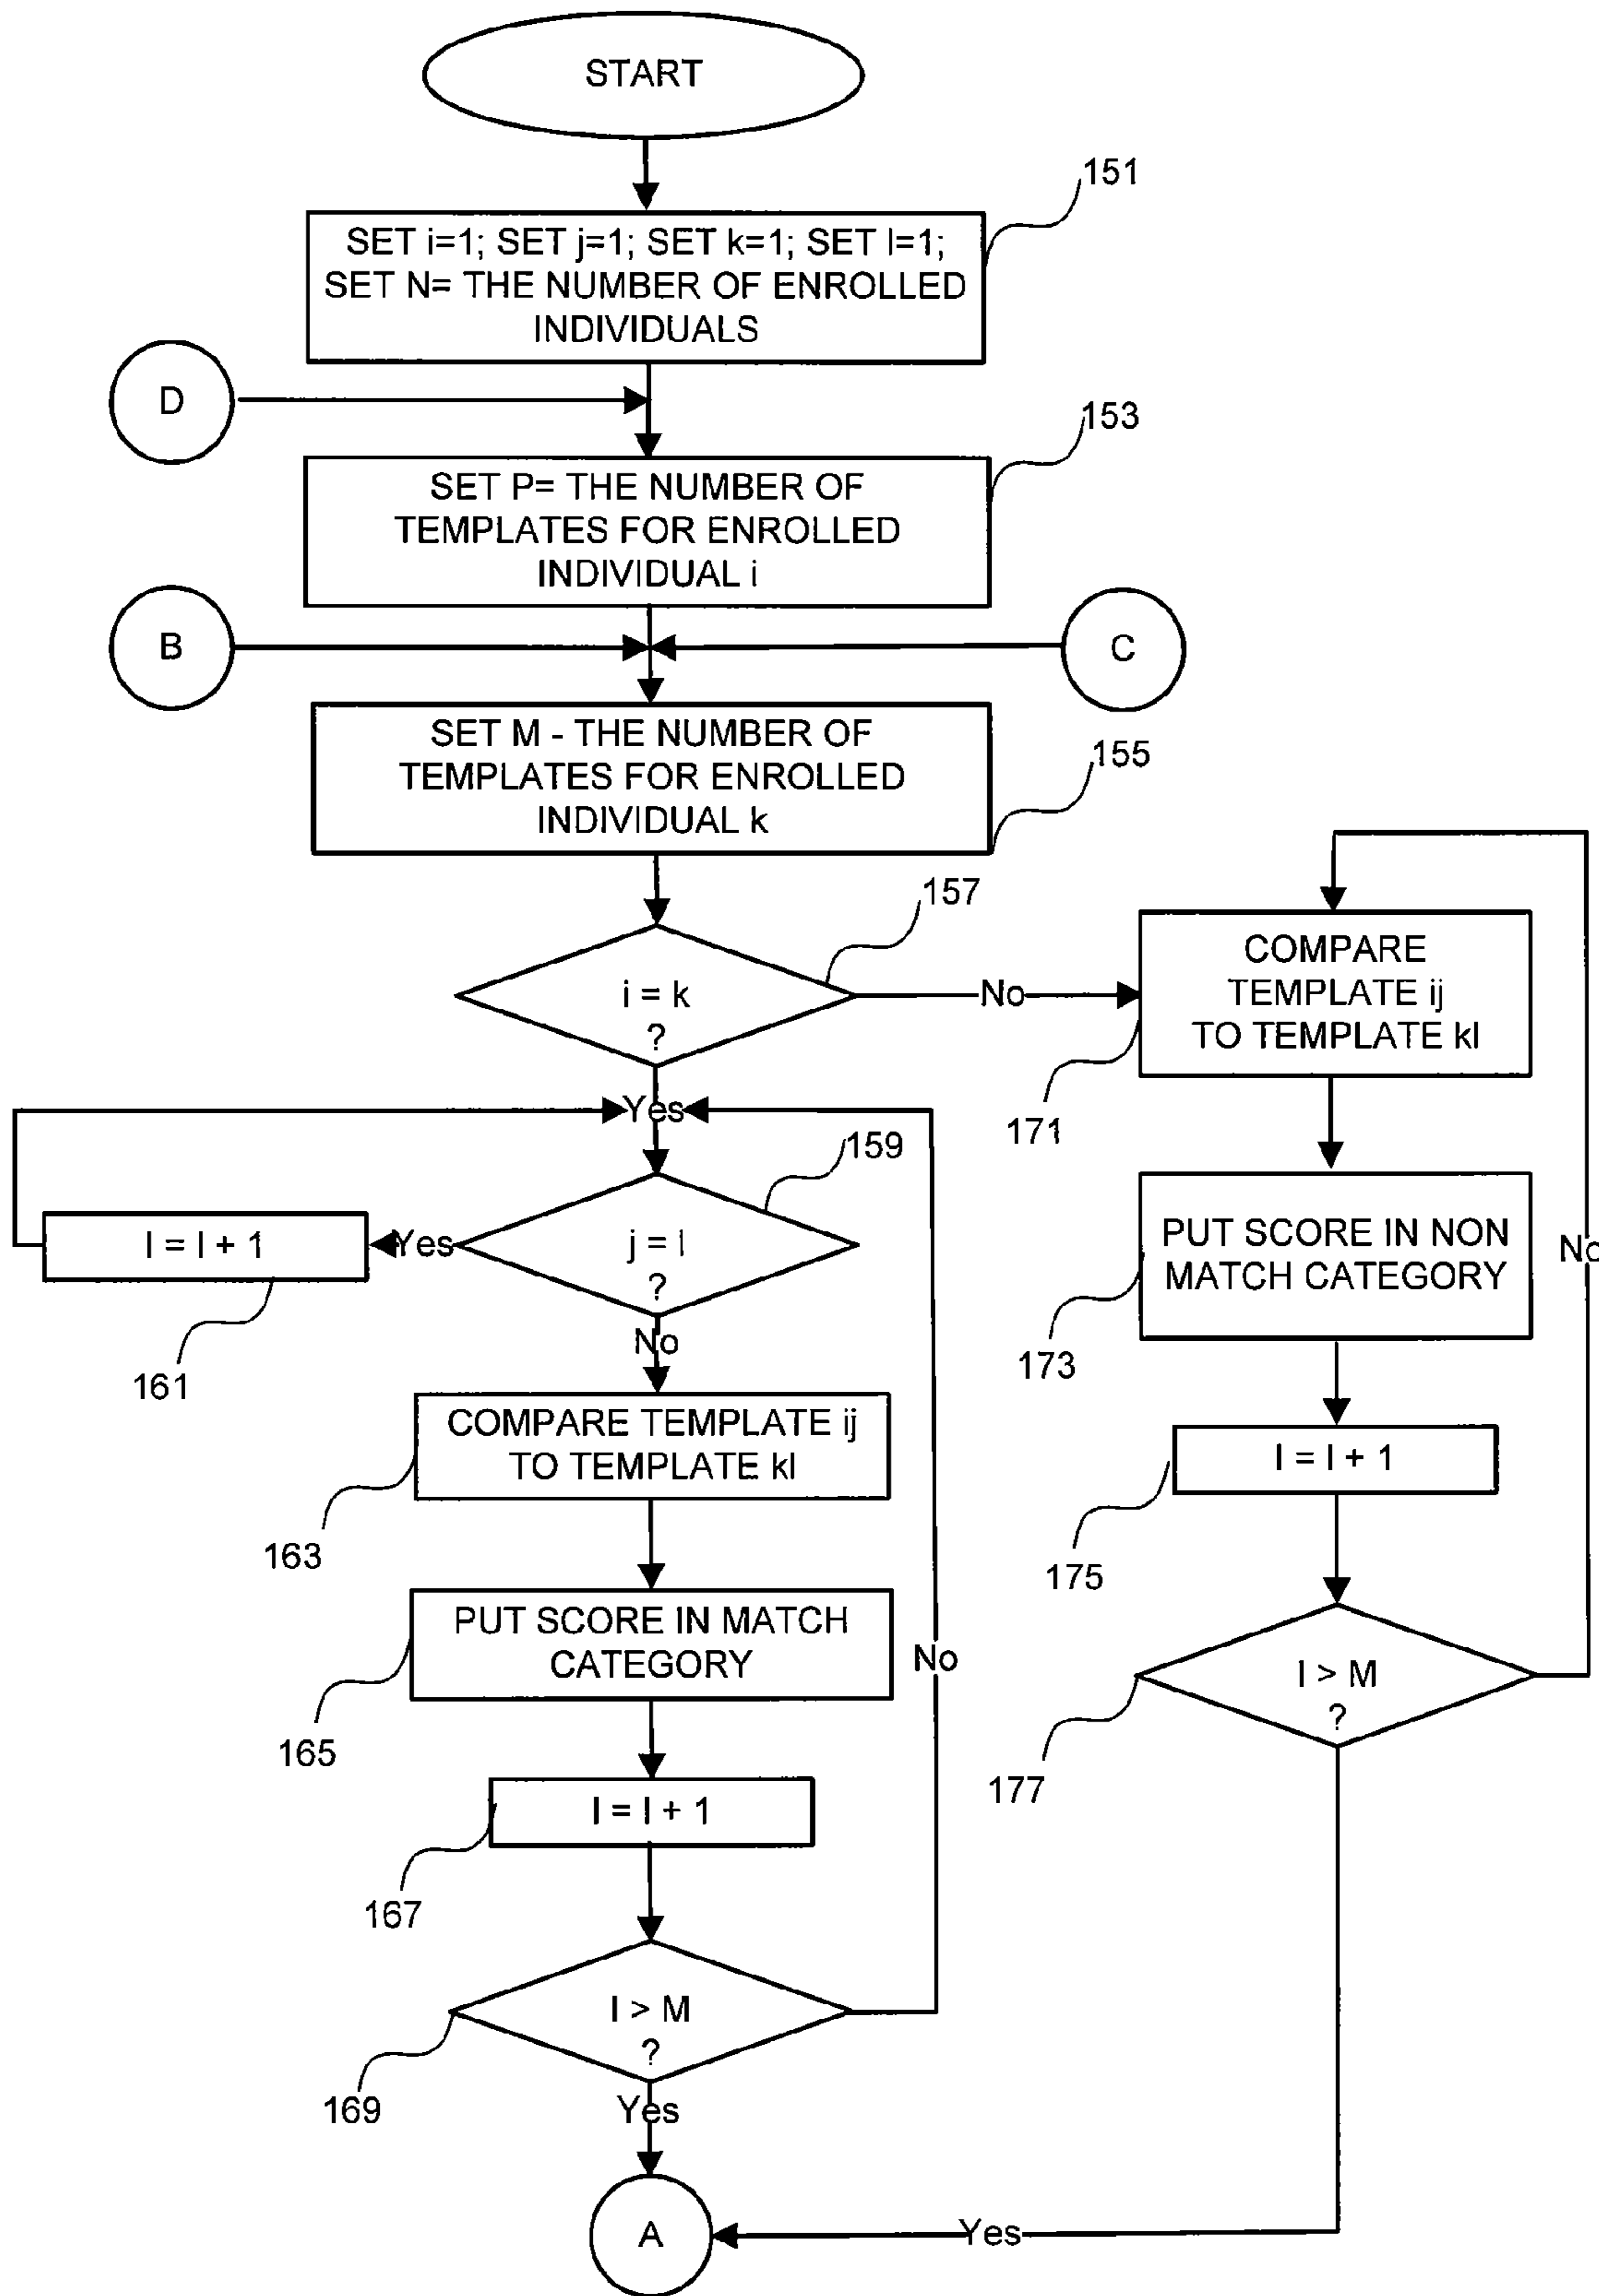 START
151
SET i=1; SET j=1; SET k=1; SET l=1;
SET N= THE NUMBER OF ENROLLED
INDIVIDUALS
D
153
SET P= THE NUMBER OF
TEMPLATES FOR ENROLLED
INDIVIDUAL i
B
C
SET M - THE NUMBER OF
TEMPLATES FOR ENROLLED
INDIVIDUAL k
155
157
i = k
?
No
COMPARE
TEMPLATE ij
TO TEMPLATE kl
171
Yes
159
j = l
?
Yes
l = l + 1
161
No
PUT SCORE IN NON
MATCH CATEGORY
No
173
COMPARE TEMPLATE ij
TO TEMPLATE kl
163
l = l + 1
175
PUT SCORE IN MATCH
CATEGORY
No
165
l > M
?
177
l = l + 1
167
l > M
?
169
Yes
A
Yes